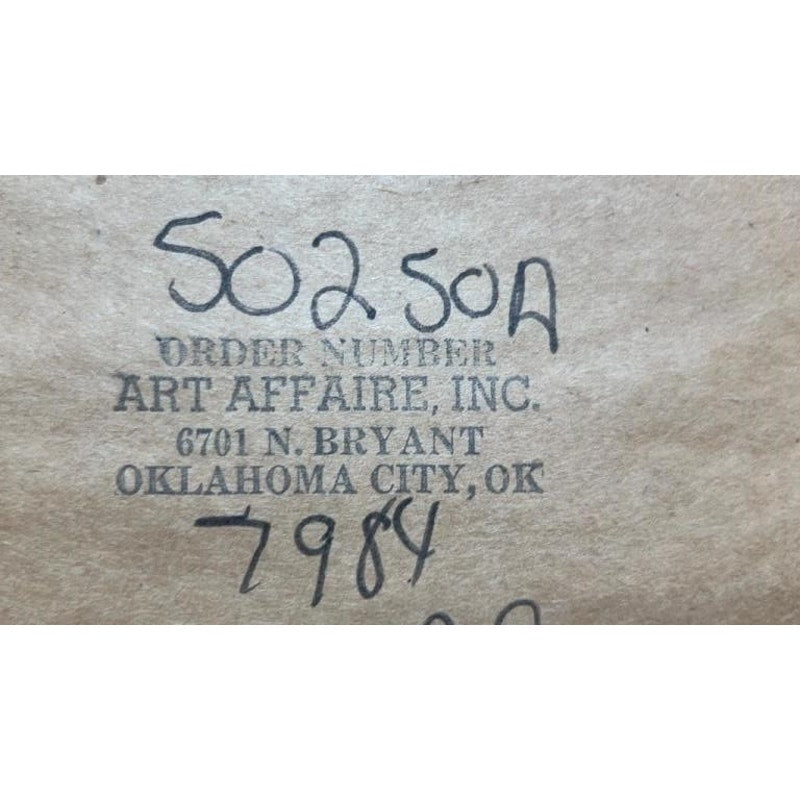 50250A
ORDER NUMBER
ART AFFAIRE, INC.
6701 N. BRYANT
OKLAHOMA CITY, OK
7984